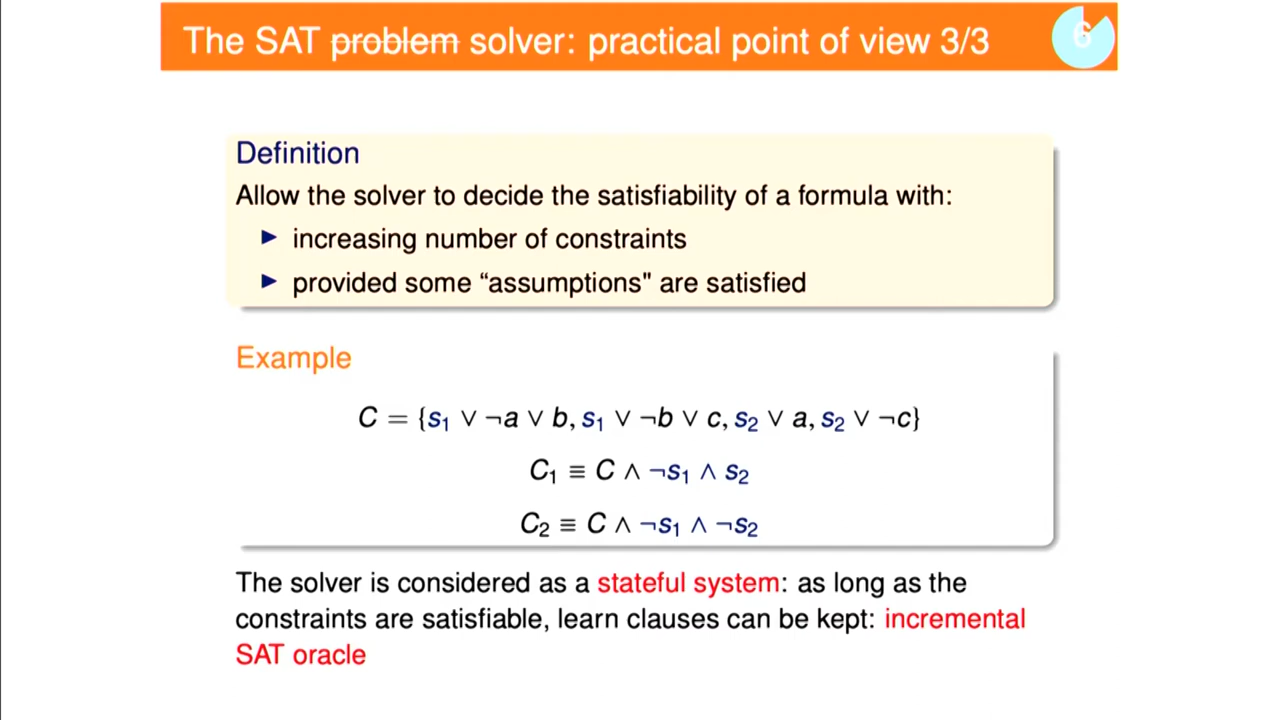 The SAT problem solver: practical point of view 3/3
6
Definition
Allow the solver to decide the satisfiability of a formula with:
► increasing number of constraints
► provided some “assumptions" are satisfied
Example
C = {s₁ ∨ ¬a ∨ b, s₁ ∨ ¬b ∨ c, s₂ ∨ a, s₂ ∨ ¬c}
C₁ ≡ C ∧ ¬s₁ ∧ s₂
C₂ ≡ C ∧ ¬s₁ ∧ ¬s₂
The solver is considered as a stateful system: as long as the
constraints are satisfiable, learn clauses can be kept: incremental
SAT oracle